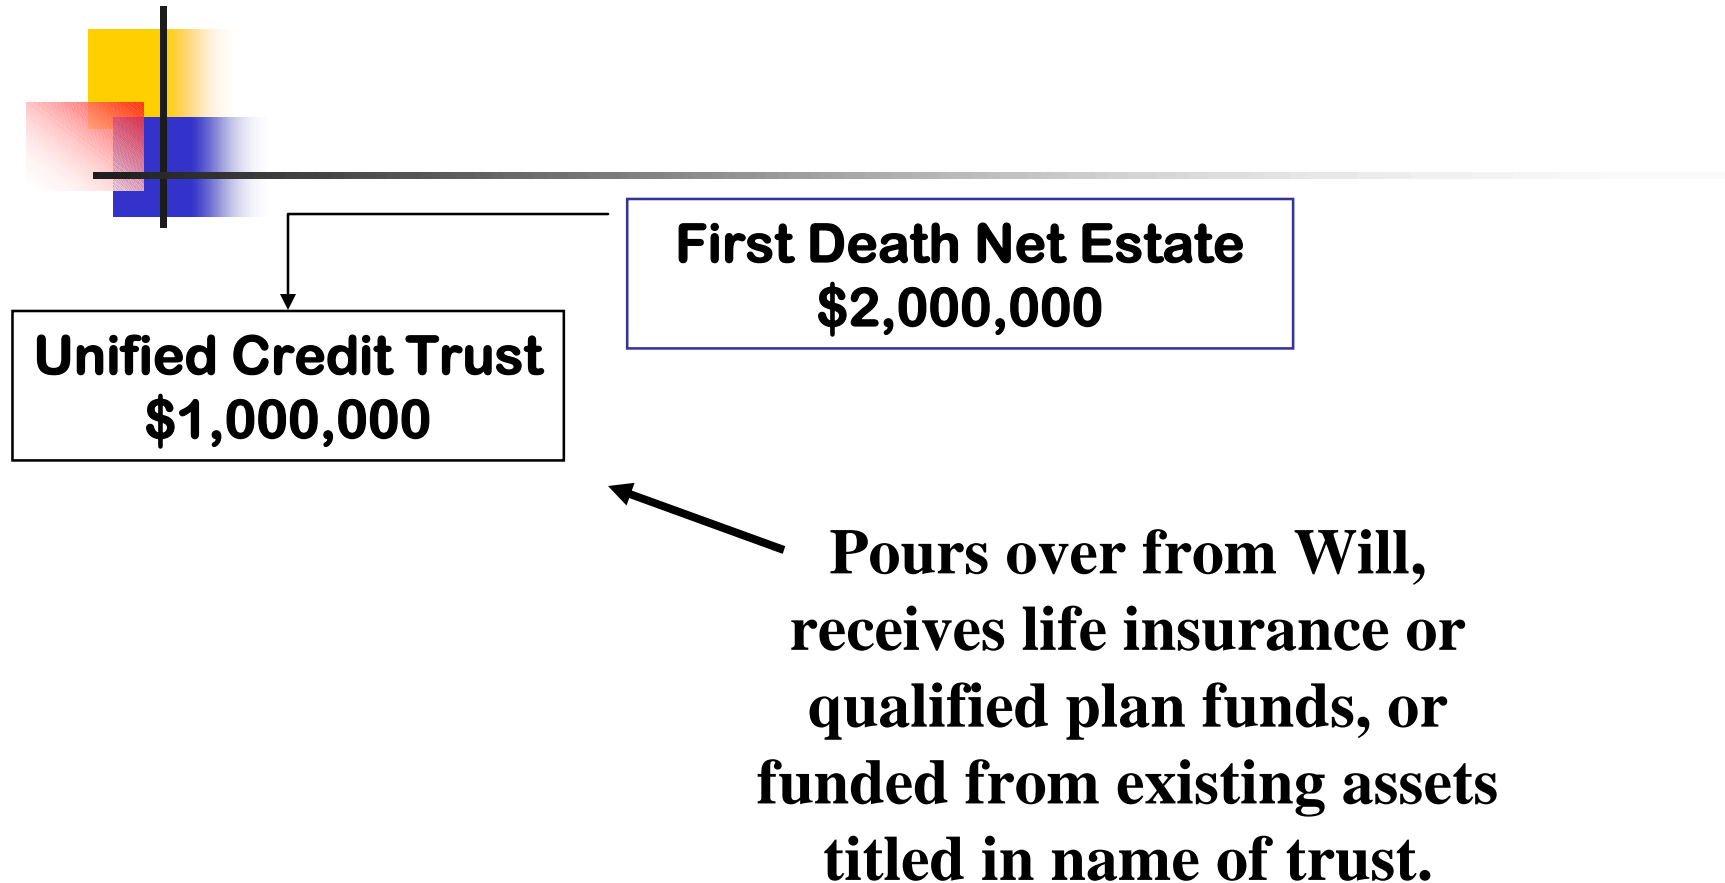 First Death Net Estate
$2,000,000
Unified Credit Trust
$1,000,000
Pours over from Will,
receives life insurance or
qualified plan funds, or
funded from existing assets
titled in name of trust.